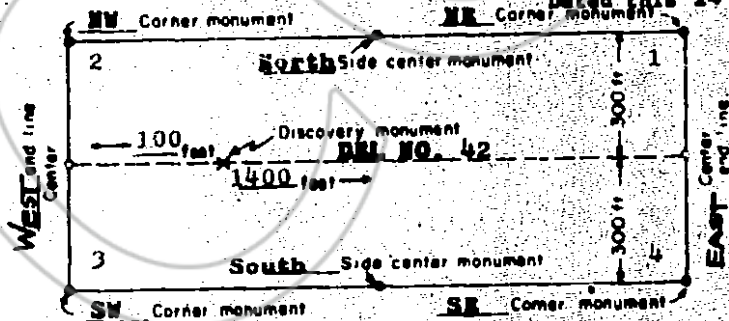 Dated this 24
NW Corner monument NE Corner monument
2 North Side center monument 1
300 ft
100 feet Discovery monument
WEST end line Center DEL NO. 42 EAST end line Center
1400 feet
300 ft
3 South Side center monument 4
SW Corner monument SE Corner monument